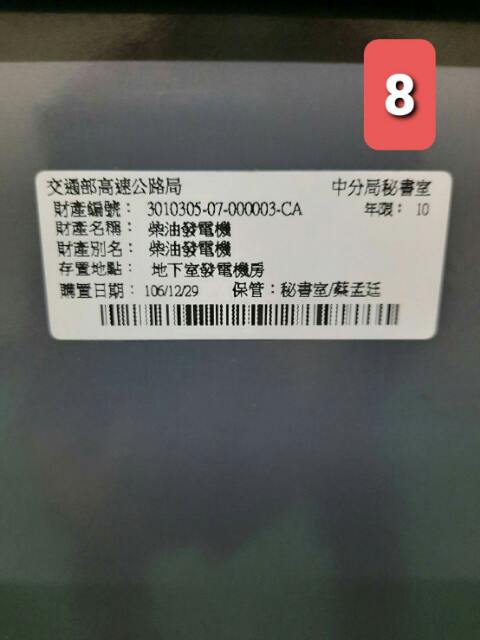 8
交通部高速公路局 中分局秘書室
財產編號： 3010305-07-000003-CA 年限： 10
財產名稱： 柴油發電機
財產別名： 柴油發電機
存置地點： 地下室發電機房
購置日期： 106/12/29 保管：秘書室/蔡孟廷